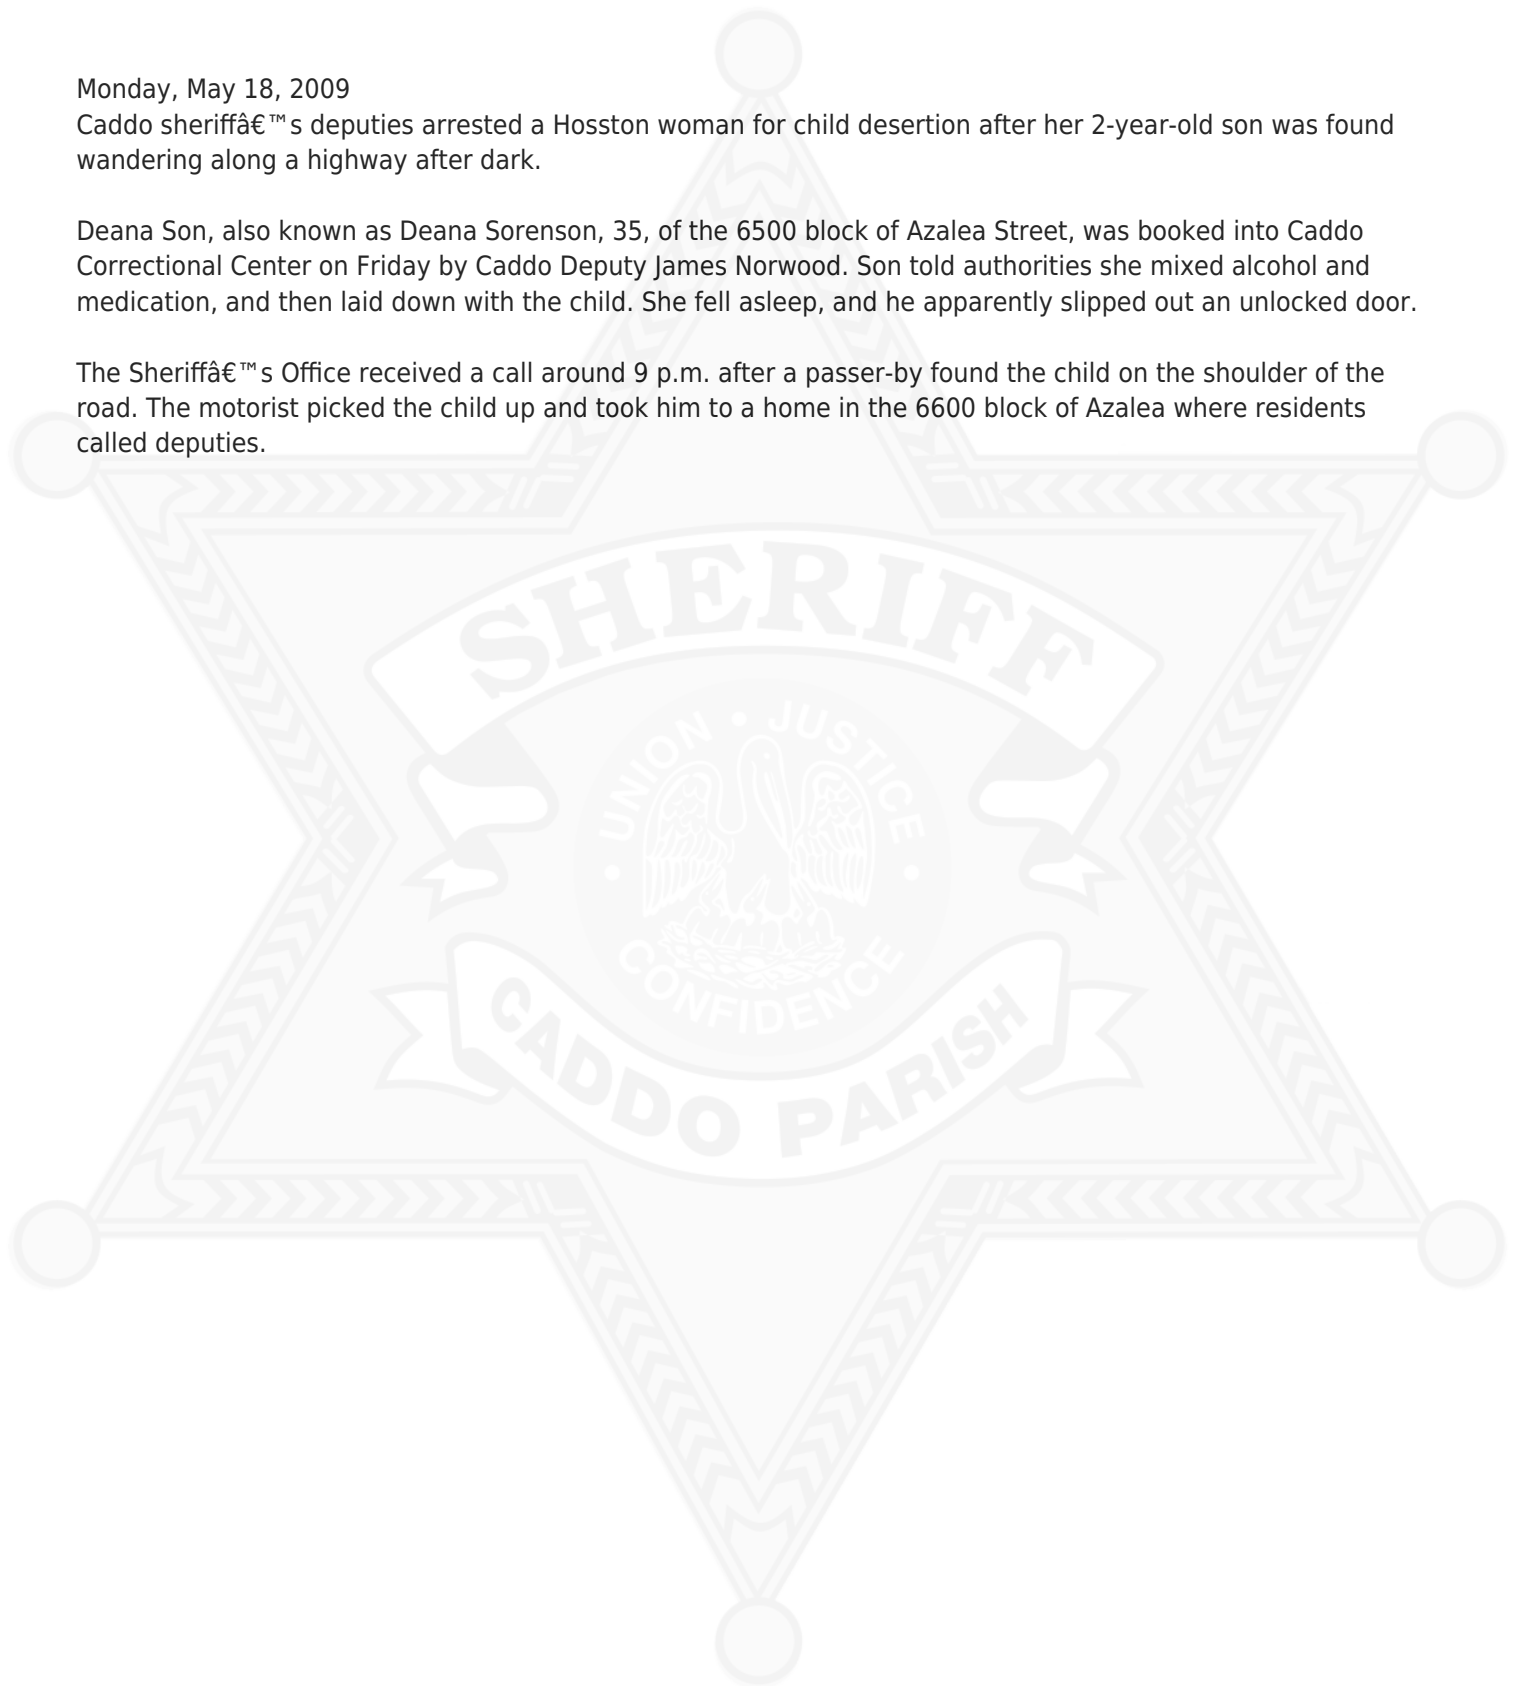 Monday, May 18, 2009
Caddo sheriffâ€™s deputies arrested a Hosston woman for child desertion after her 2-year-old son was found
wandering along a highway after dark.
Deana Son, also known as Deana Sorenson, 35, of the 6500 block of Azalea Street, was booked into Caddo
Correctional Center on Friday by Caddo Deputy James Norwood. Son told authorities she mixed alcohol and
medication, and then laid down with the child. She fell asleep, and he apparently slipped out an unlocked door.
The Sheriffâ€™s Office received a call around 9 p.m. after a passer-by found the child on the shoulder of the
road. The motorist picked the child up and took him to a home in the 6600 block of Azalea where residents
called deputies.
SHERIFF
UNION • JUSTICE
• CONFIDENCE •
CADDO PARISH